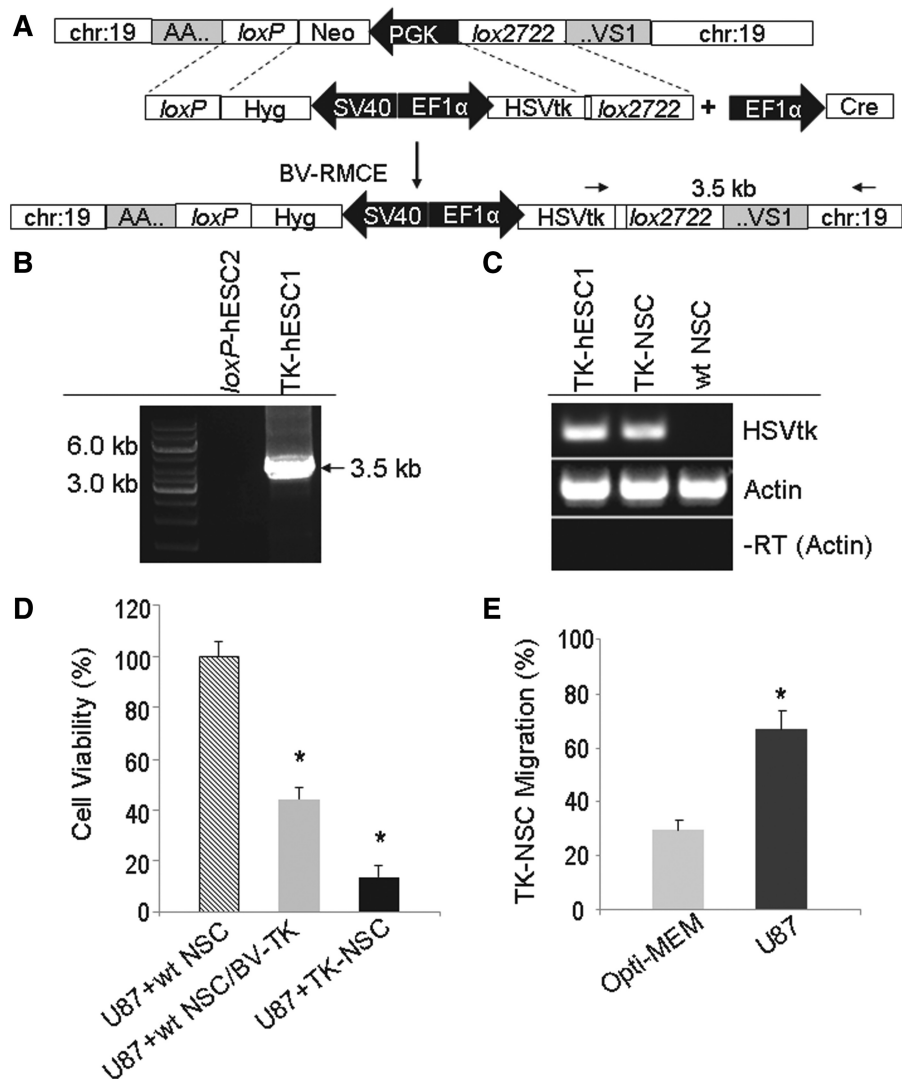 A
chr:19 AA.. loxP Neo PGK lox2722 ..VS1 chr:19
loxP Hyg SV40 EF1α HSVtk lox2722 + EF1α Cre
BV-RMCE
3.5 kb
chr:19 AA.. loxP Hyg SV40 EF1α HSVtk lox2722 ..VS1 chr:19
B
loxP-hESC2
TK-hESC1
6.0 kb
3.0 kb
3.5 kb
C
TK-hESC1
TK-NSC
wt NSC
HSVtk
Actin
-RT (Actin)
D
Cell Viability (%)
120
100
80
60
40
20
0
*
*
U87+wt NSC
U87+wt NSC/BV-TK
U87+TK-NSC
E
TK-NSC Migration (%)
100
80
60
40
20
0
*
Opti-MEM
U87